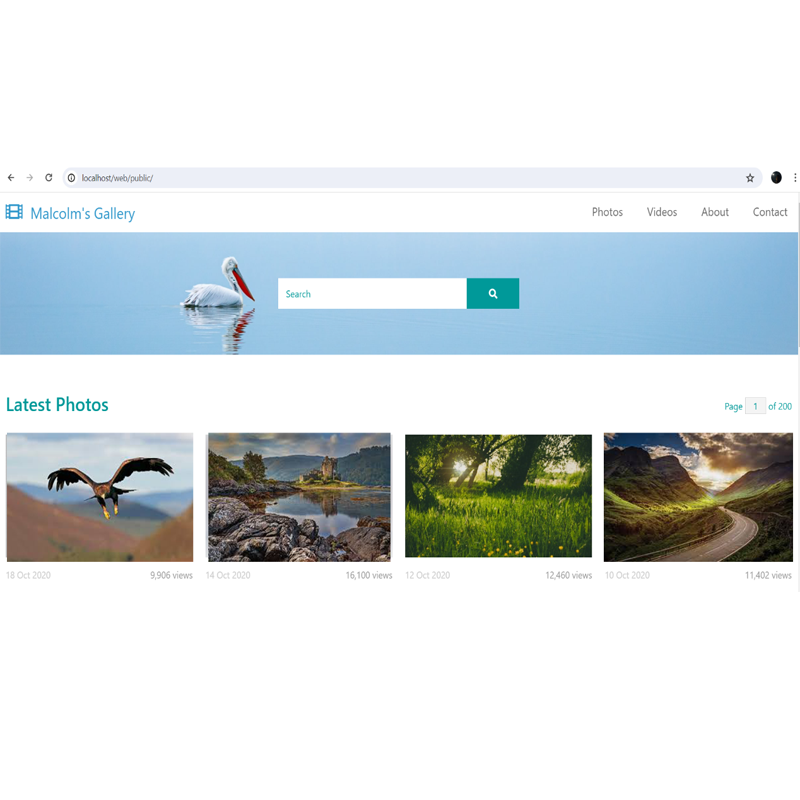 localhost/web/public/
Malcolm's Gallery
Photos Videos About Contact
Search
Latest Photos
Page 1 of 200
18 Oct 2020 9,906 views
14 Oct 2020 16,100 views
12 Oct 2020 12,460 views
10 Oct 2020 11,402 views